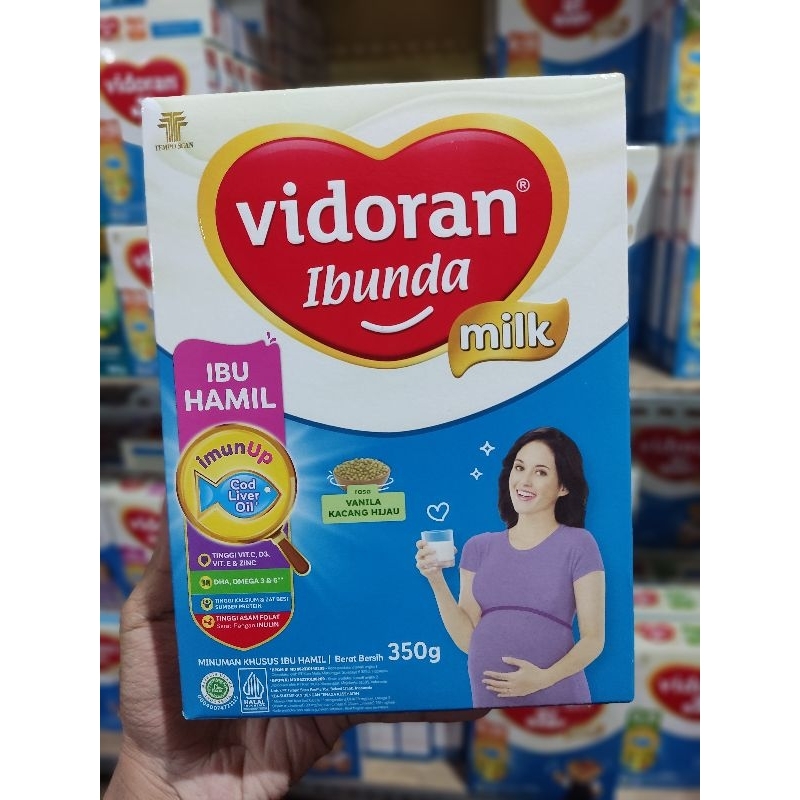 TEMPO SCAN
vidoran®
Ibunda
milk
IBU
HAMIL
imunUp
Cod
Liver
Oil
rasa
VANILA
KACANG HIJAU
TINGGI VIT.C, D3,
VIT. E & ZINC
DHA, OMEGA 3 & 6**
TINGGI KALSIUM & ZAT BESI
SUMBER PROTEIN
TINGGI ASAM FOLAT
Serat Pangan INULIN
MINUMAN KHUSUS IBU HAMIL | Berat Bersih 350g
HALAL
vidoran